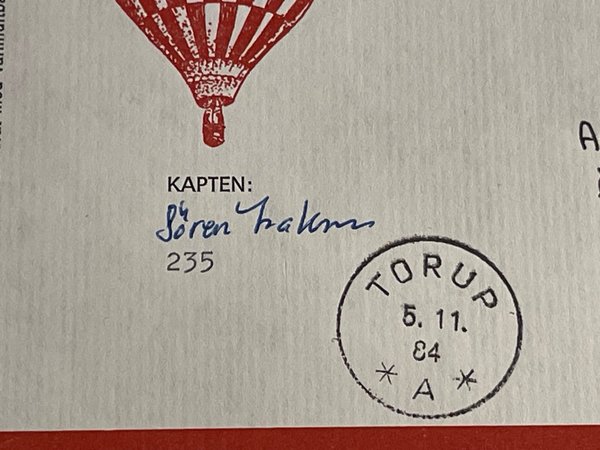 KAPTEN:
Sören
235
TORUP
5. 11.
84
* A *
A